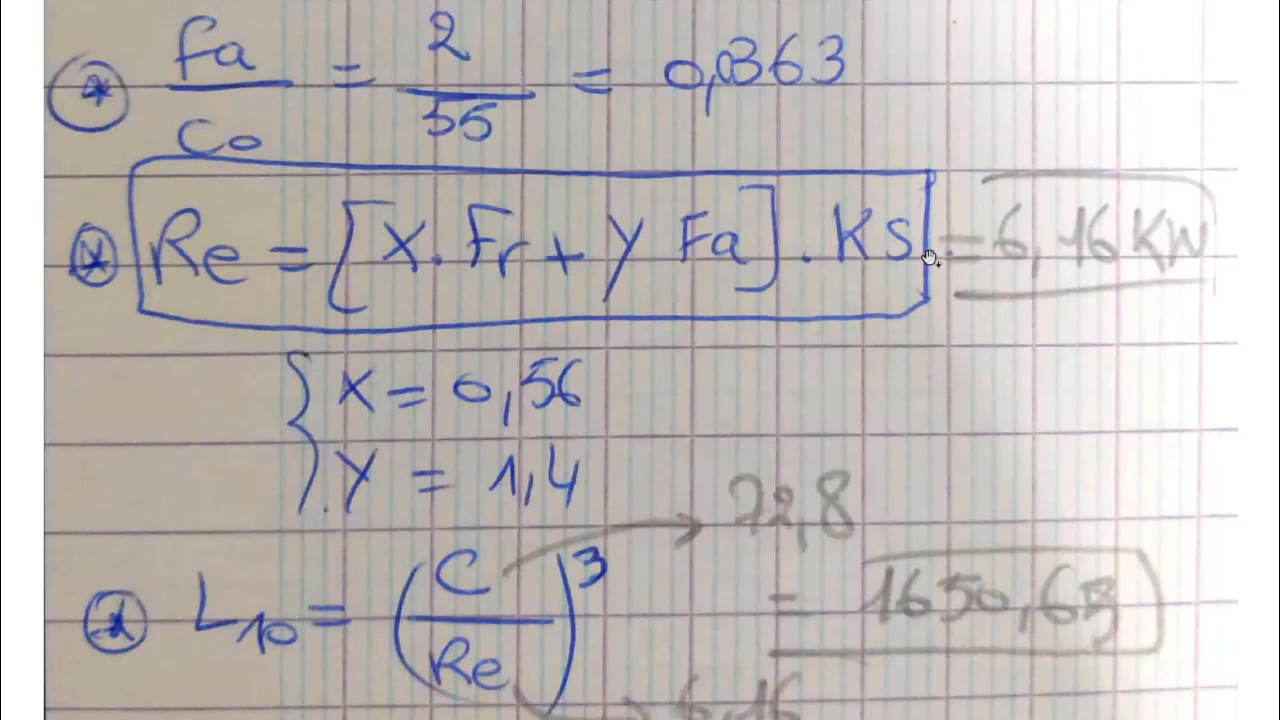 * fa/Co = 2/55 = 0,0363
* Re = [X. Fr + Y Fa] . KS = 6,16 KN
{ X = 0,56
Y = 1,4
72,8
* L10 = (C/Re)^3 = 1650,65
6,16